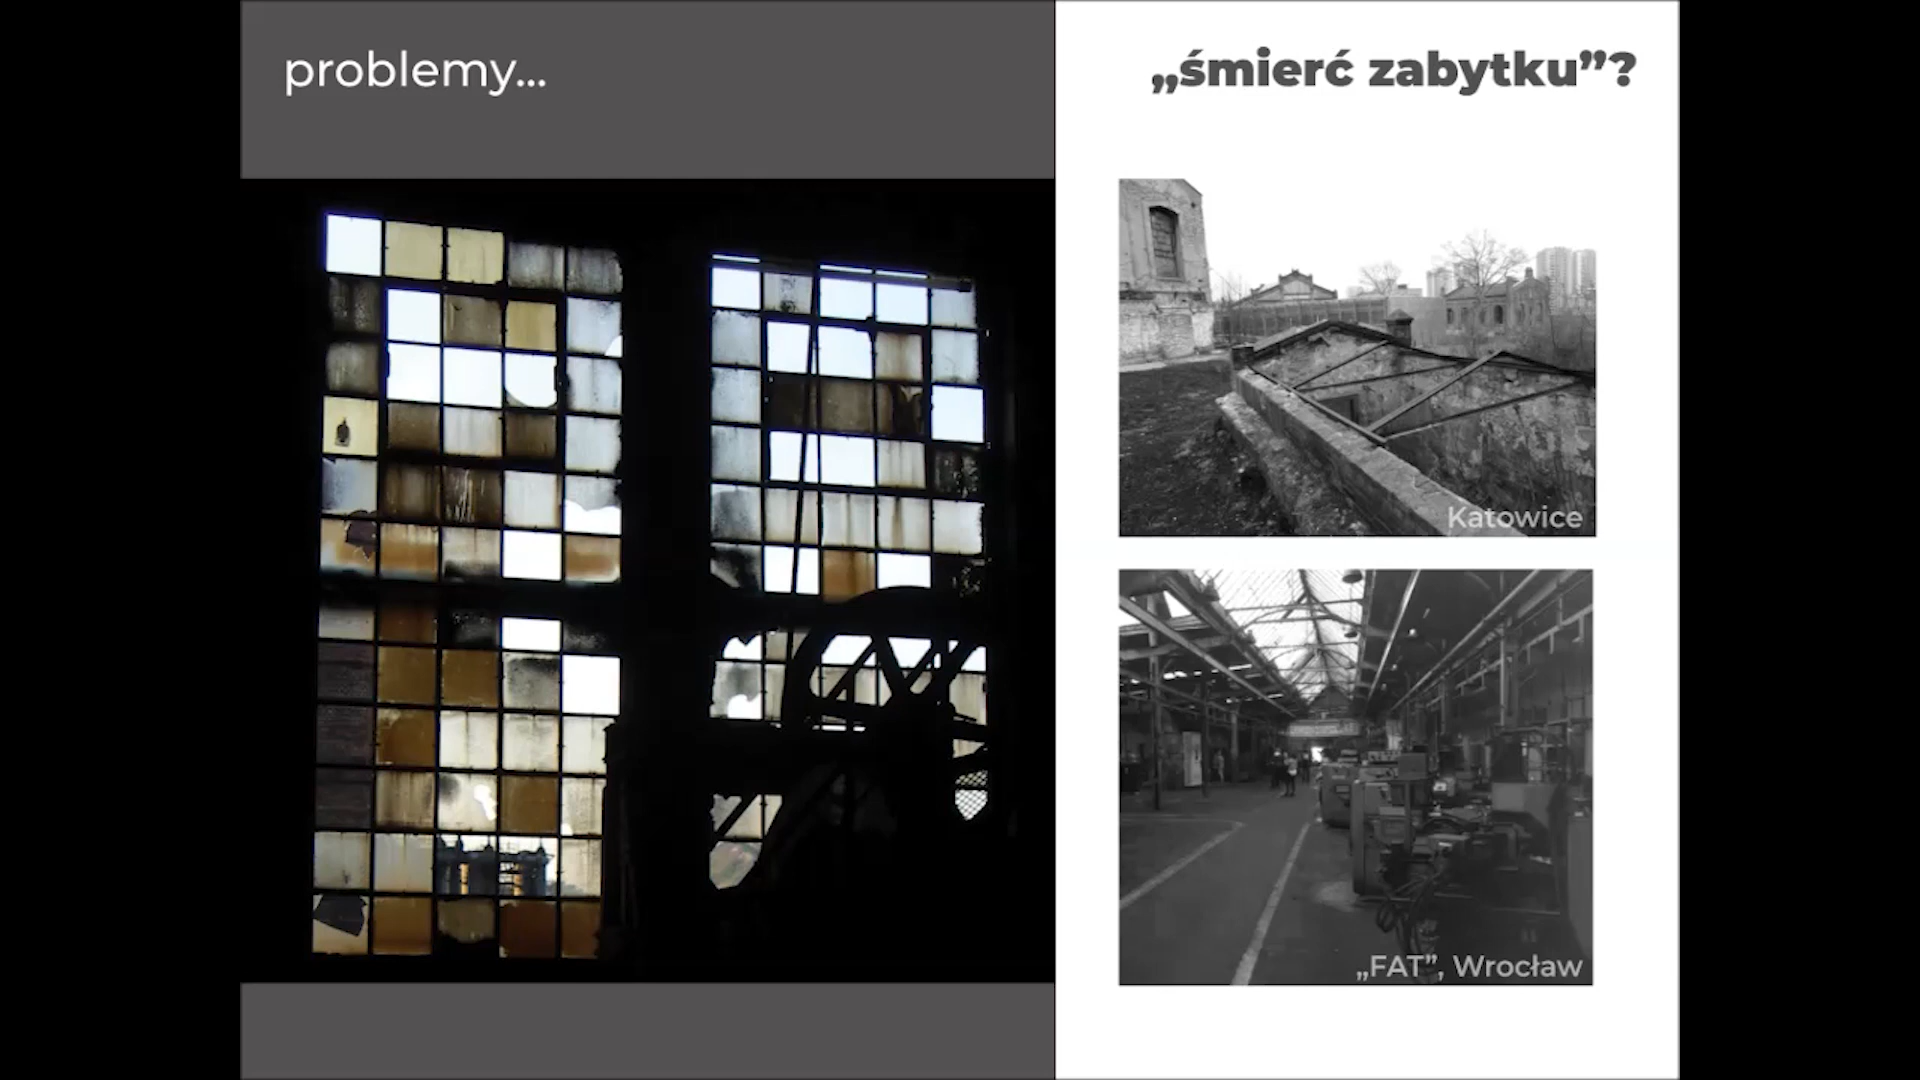 problemy...
„śmierć zabytku”?
Katowice
„FAT”, Wrocław